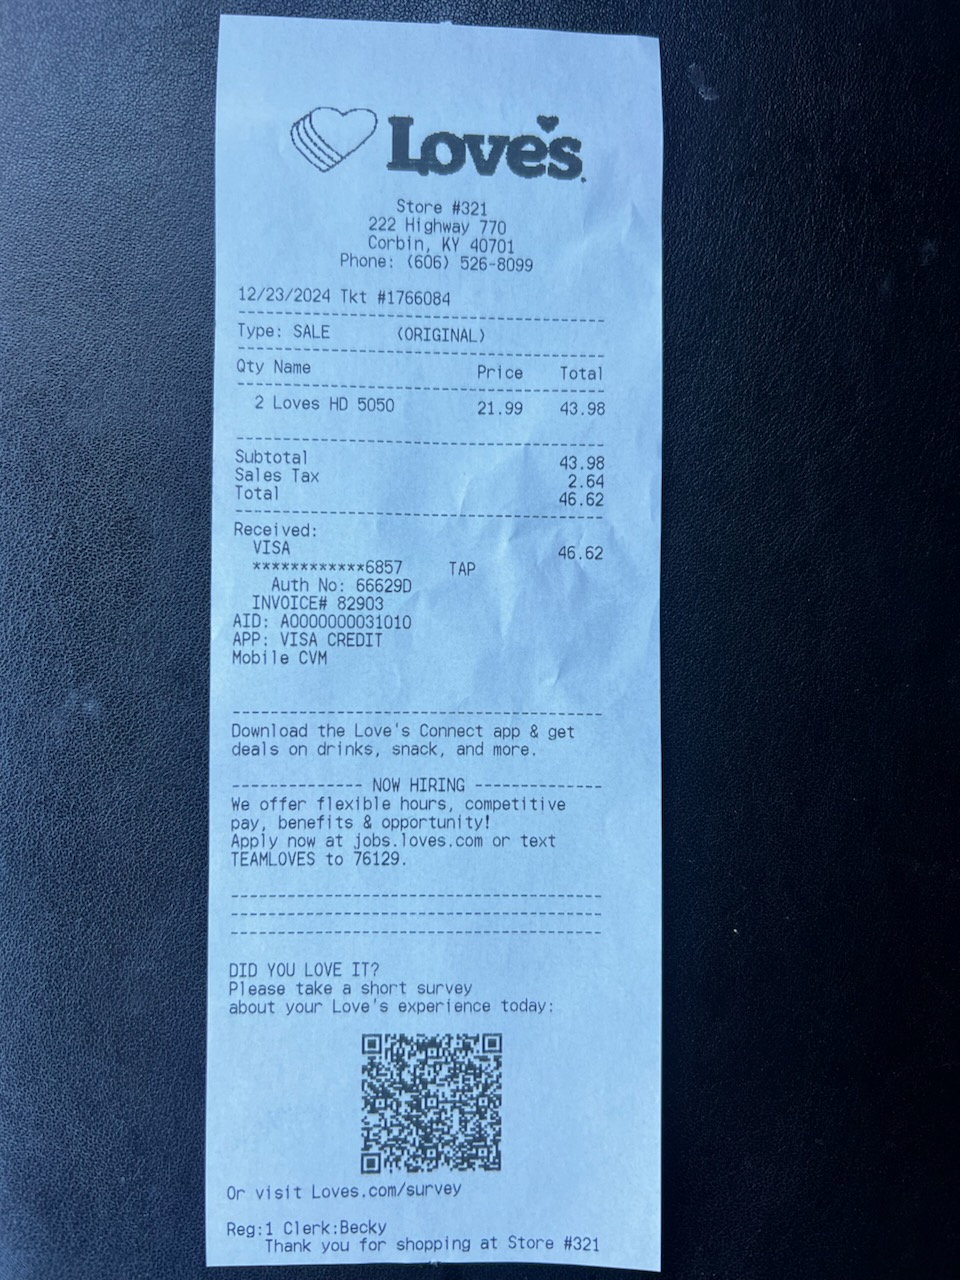 Love's
Store #321
222 Highway 770
Corbin, KY 40701
Phone: (606) 526-8099
12/23/2024 Tkt #1766084
--------------------------------------
Type: SALE (ORIGINAL)
--------------------------------------
Qty Name Price Total
--------------------------------------
2 Loves HD 5050 21.99 43.98
--------------------------------------
Subtotal 43.98
Sales Tax 2.64
Total 46.62
--------------------------------------
Received:
VISA 46.62
************6857 TAP
Auth No: 66629D
INVOICE# 82903
AID: A0000000031010
APP: VISA CREDIT
Mobile CVM
--------------------------------------
Download the Love's Connect app & get
deals on drinks, snack, and more.
-------------- NOW HIRING --------------
We offer flexible hours, competitive
pay, benefits & opportunity!
Apply now at jobs.loves.com or text
TEAMLOVES to 76129.
--------------------------------------
--------------------------------------
--------------------------------------
DID YOU LOVE IT?
Please take a short survey
about your Love's experience today:
Or visit Loves.com/survey
Reg:1 Clerk:Becky
Thank you for shopping at Store #321